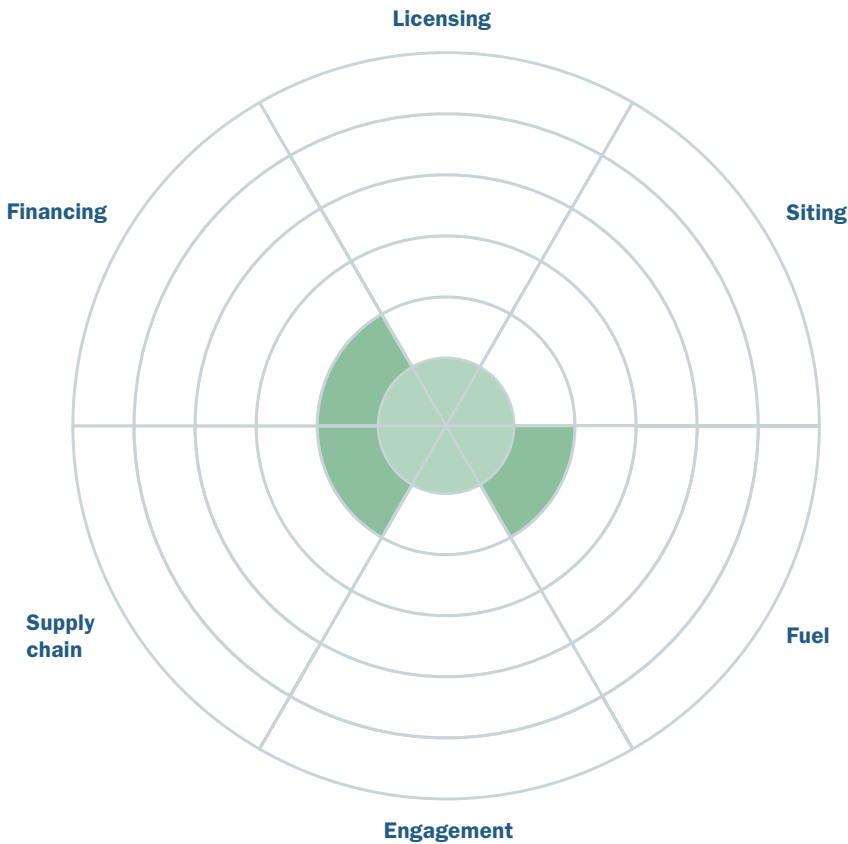 Licensing
Financing
Siting
Supply
chain
Fuel
Engagement